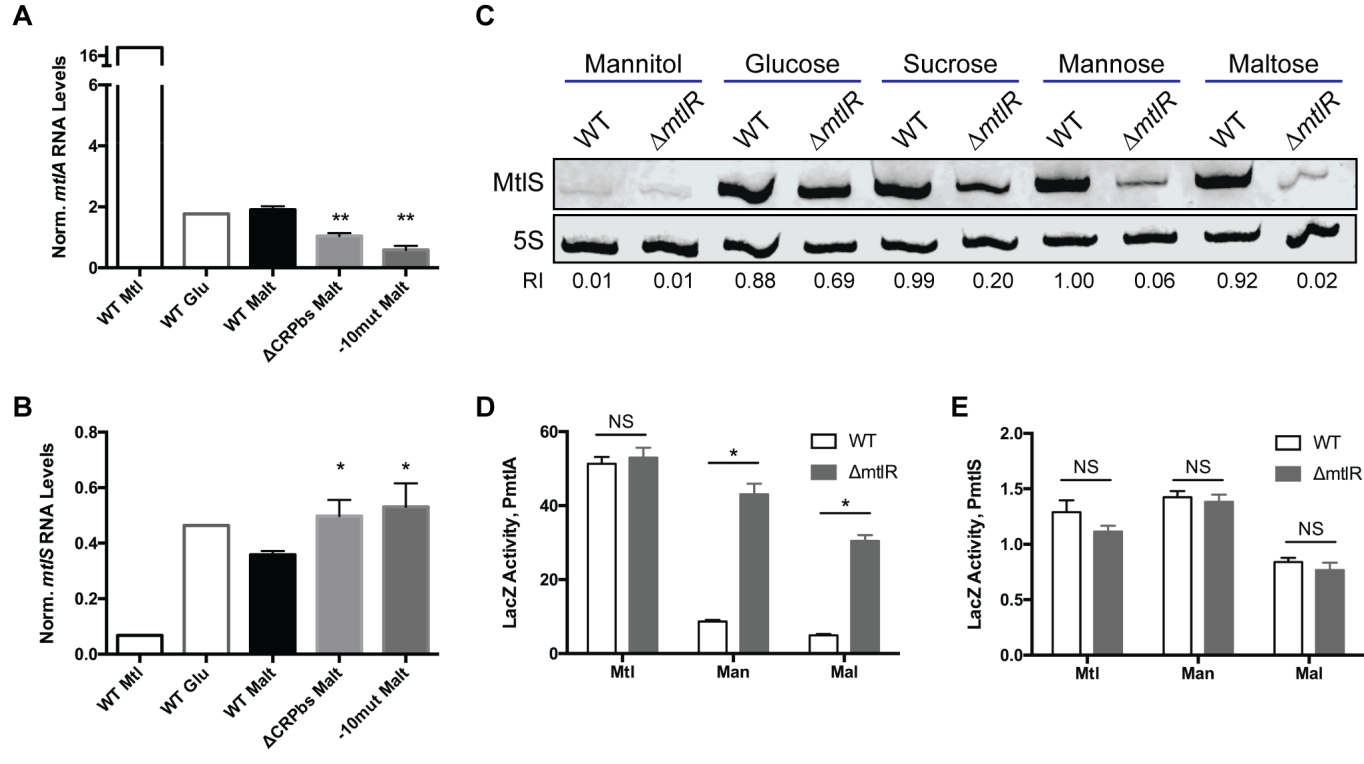 A
Norm. mtlA RNA Levels
16
6
4
2
0
**
**
WT Mtl
WT Glu
WT Malt
ΔCRPbs Malt
-10mut Malt
B
Norm. mtlS RNA Levels
0.8
0.6
0.4
0.2
0.0
*
*
WT Mtl
WT Glu
WT Malt
ΔCRPbs Malt
-10mut Malt
C
Mannitol Glucose Sucrose Mannose Maltose
WT ΔmtlR WT ΔmtlR WT ΔmtlR WT ΔmtlR WT ΔmtlR
MtlS
5S
RI 0.01 0.01 0.88 0.69 0.99 0.20 1.00 0.06 0.92 0.02
D
LacZ Activity, PmtlA
60
40
20
0
NS
*
*
WT
ΔmtlR
Mtl Man Mal
E
LacZ Activity, PmtlS
2.0
1.5
1.0
0.5
0.0
NS
NS
NS
WT
ΔmtlR
Mtl Man Mal